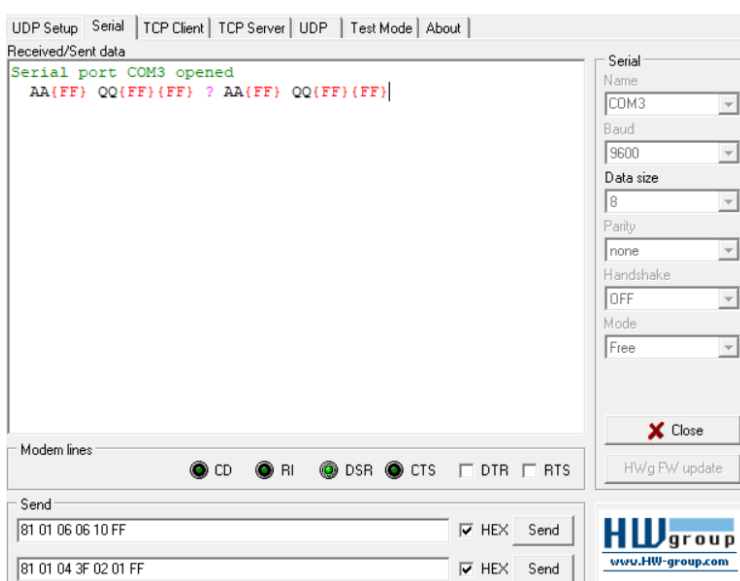 UDP Setup Serial TCP Client TCP Server UDP Test Mode About
Received/Sent data
Serial port COM3 opened
AA{FF} QQ{FF}{FF} ? AA{FF} QQ{FF}{FF}
Serial
Name
COM3
Baud
9600
Data size
8
Parity
none
Handshake
OFF
Mode
Free
Close
HWg FW update
Modem lines
CD RI DSR CTS DTR RTS
Send
81 01 06 06 10 FF HEX Send
81 01 04 3F 02 01 FF HEX Send
HWgroup
www.HW-group.com